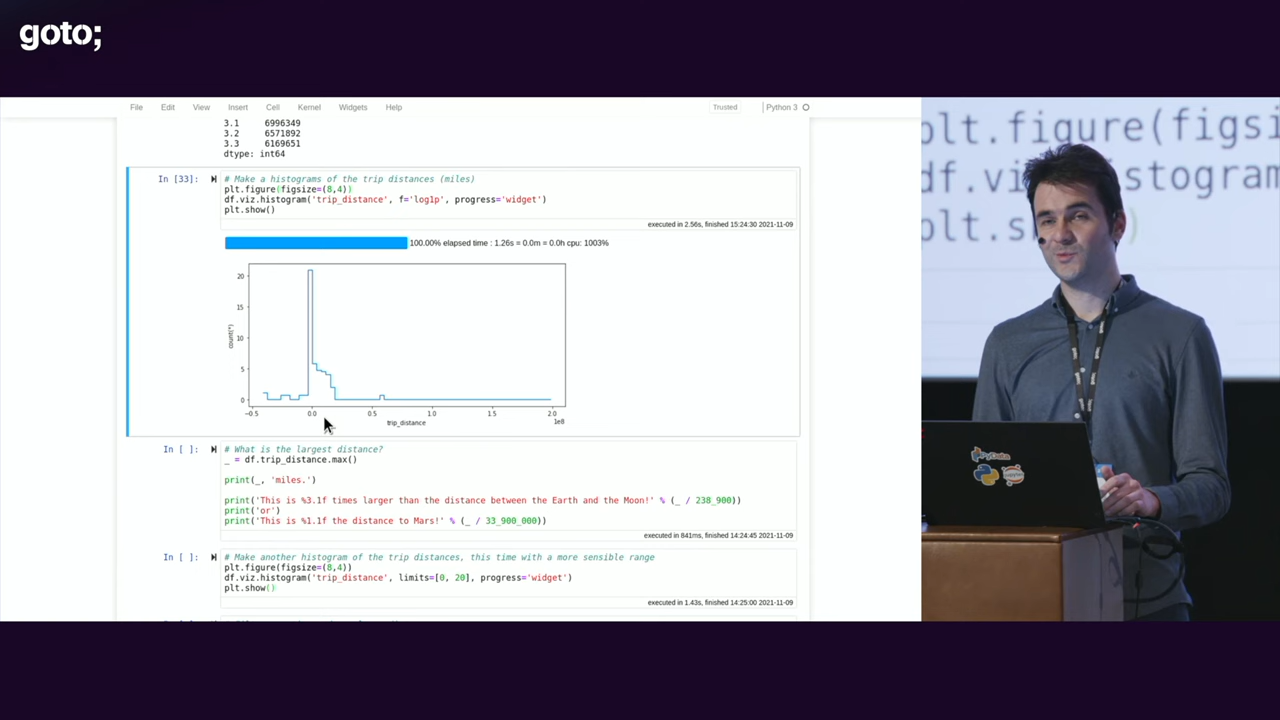 goto;
File Edit View Insert Cell Kernel Widgets Help Trusted Python 3
3.1 6996349
3.2 6571892
3.3 6169651
dtype: int64
In [33]:
# Make a histograms of the trip distances (miles)
plt.figure(figsize=(8,4))
df.viz.histogram('trip_distance', f='log1p', progress='widget')
plt.show()
executed in 2.56s, finished 15:24:30 2021-11-09
100.00% elapsed time : 1.26s = 0.0m = 0.0h cpu: 1003%
20
15
10
5
0
count(*)
−0.5 0.0 0.5 1.0 1.5 2.0
1e8
trip_distance
In [ ]:
# What is the largest distance?
_ = df.trip_distance.max()
print(_, 'miles.')
print('This is %3.1f times larger than the distance between the Earth and the Moon!' % (_ / 238_900))
print('or')
print('This is %1.1f the distance to Mars!' % (_ / 33_900_000))
executed in 841ms, finished 14:24:45 2021-11-09
In [ ]:
# Make another histogram of the trip distances, this time with a more sensible range
plt.figure(figsize=(8,4))
df.viz.histogram('trip_distance', limits=[0, 20], progress='widget')
plt.show()
executed in 1.43s, finished 14:25:00 2021-11-09
plt.figure(figsi
df.vi stogram
plt.s )
PyData
jupyter